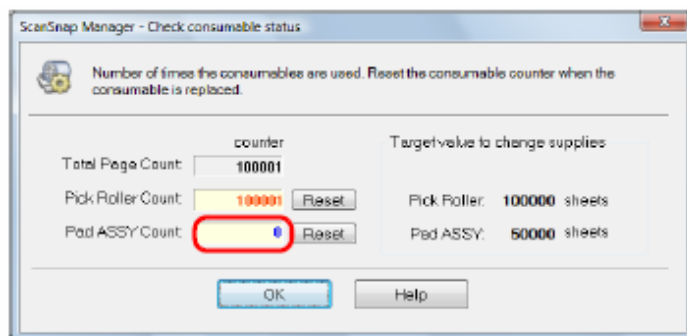 ScanSnap Manager - Check consumable status
Number of times the consumables are used. Reset the consumable counter when the
consumable is replaced.
counter
Total Page Count: 100001
Pick Roller Count: 100001 Reset
Pad ASSY Count: 0 Reset
Target value to change supplies
Pick Roller: 100000 sheets
Pad ASSY: 50000 sheets
OK Help